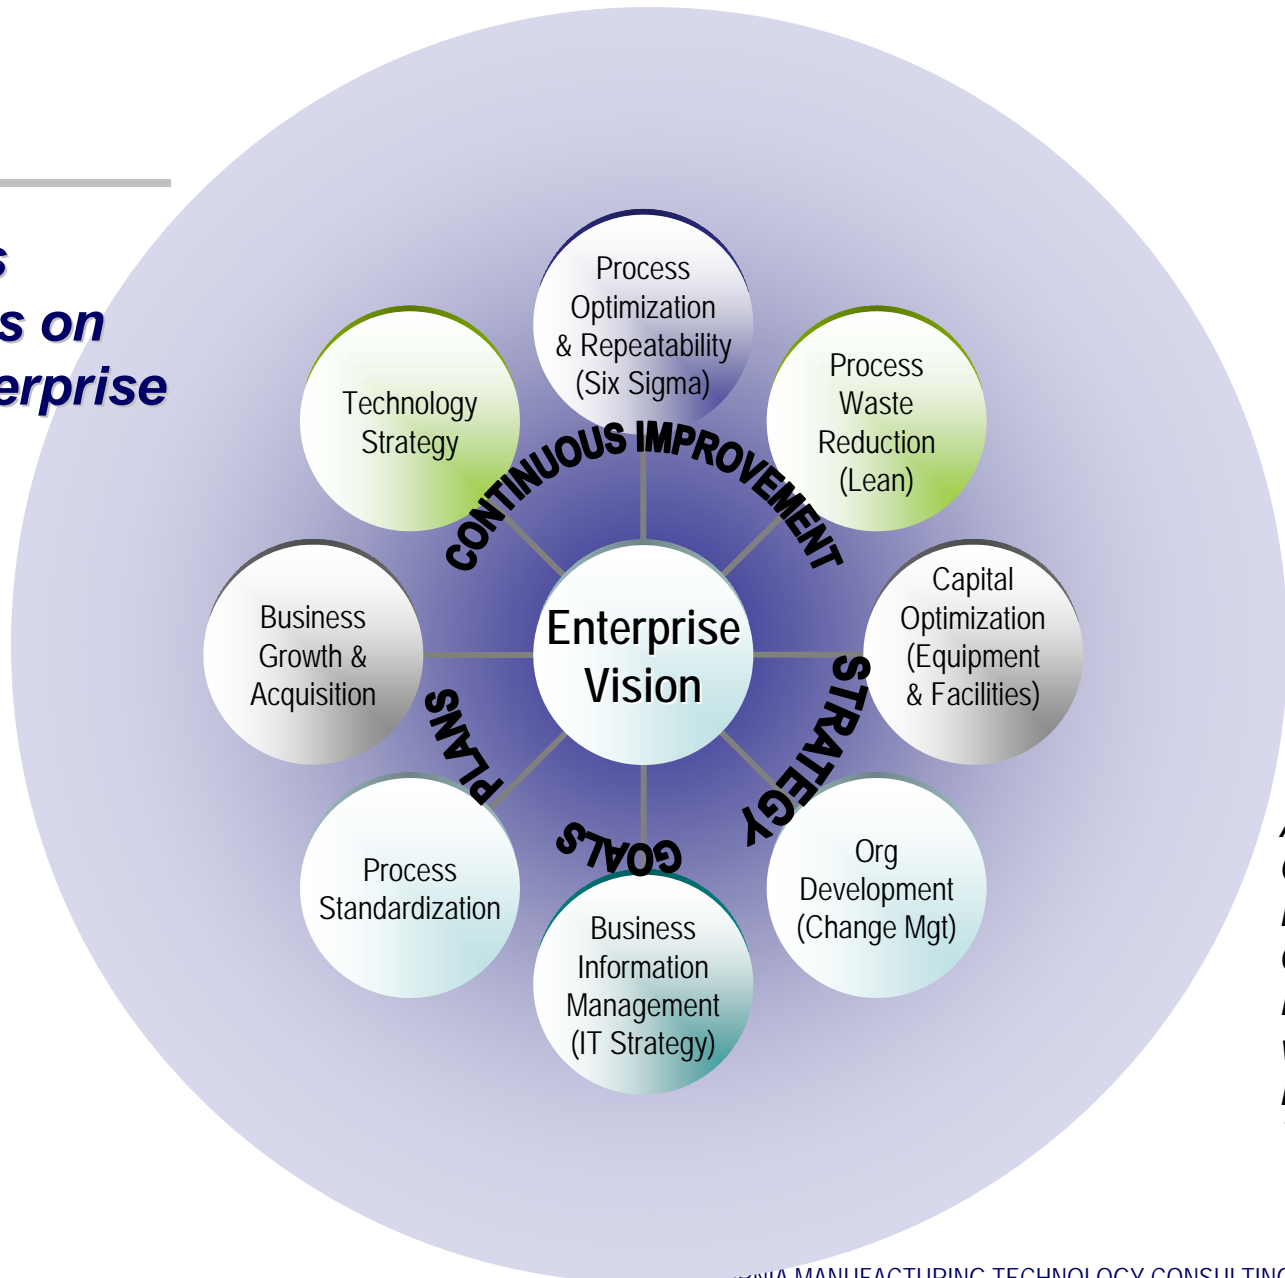 s on
Process
Optimization
& Repeatability
(Six Sigma)
Technology
Strategy
Process
Waste
Reduction
(Lean)
CONTINUOUS IMPROVEMENT
Business
Growth &
Acquisition
Enterprise
Vision
Capital
Optimization
(Equipment
& Facilities)
PLANS
STRATEGY
GOALS
Process
Standardization
Business
Information
Management
(IT Strategy)
Org
Development
(Change Mgt)
MANUFACTURING TECHNOLOGY CONSULTING